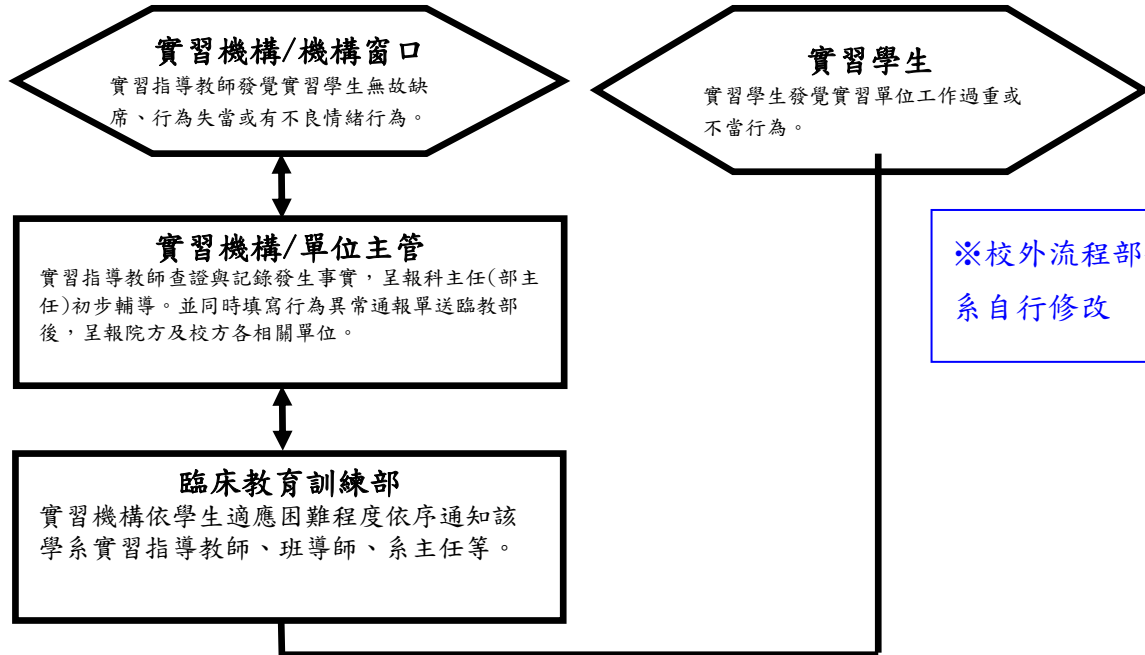 實習機構/機構窗口
實習指導教師發覺實習學生無故缺
席、行為失當或有不良情緒行為。
實習學生
實習學生發覺實習單位工作過重或
不當行為。
實習機構/單位主管
實習指導教師查證與記錄發生事實，呈報科主任(部主
任)初步輔導。並同時填寫行為異常通報單送臨教部
後，呈報院方及校方各相關單位。
※校外流程部
系自行修改
臨床教育訓練部
實習機構依學生適應困難程度依序通知該
學系實習指導教師、班導師、系主任等。